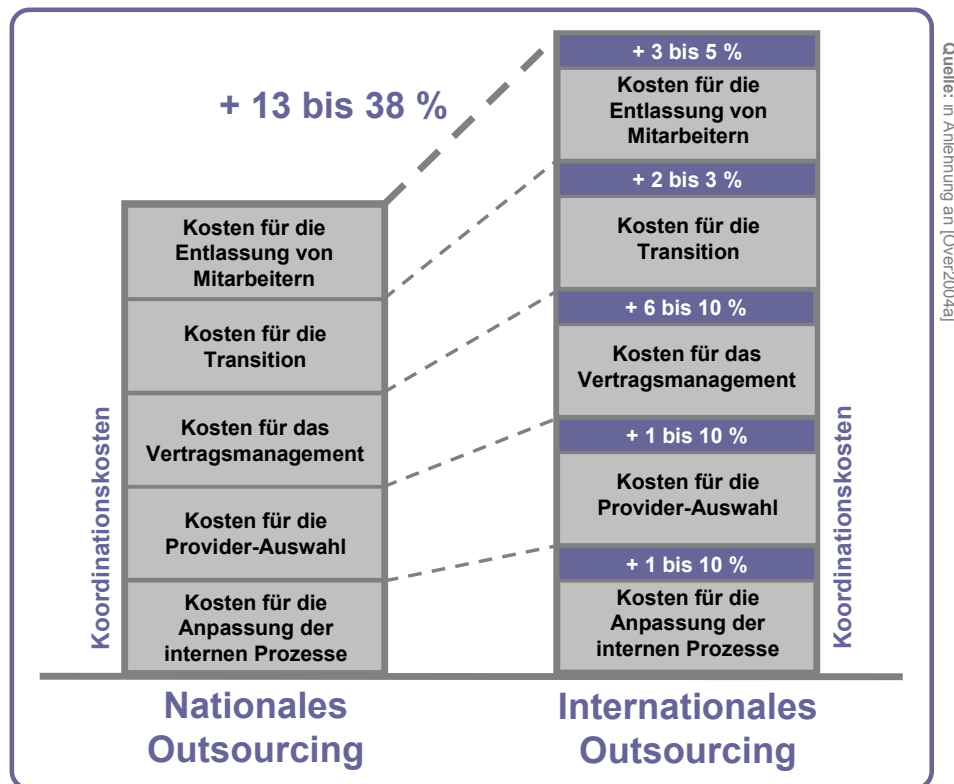 + 13 bis 38 %
Kosten für die
Entlassung von
Mitarbeitern
Kosten für die
Transition
Kosten für das
Vertragsmanagement
Kosten für die
Provider-Auswahl
Kosten für die
Anpassung der
internen Prozesse
Koordinationskosten
Nationales
Outsourcing
+ 3 bis 5 %
Kosten für die
Entlassung von
Mitarbeitern
+ 2 bis 3 %
Kosten für die
Transition
+ 6 bis 10 %
Kosten für das
Vertragsmanagement
+ 1 bis 10 %
Kosten für die
Provider-Auswahl
+ 1 bis 10 %
Kosten für die
Anpassung der
internen Prozesse
Koordinationskosten
Internationales
Outsourcing
Quelle: in Anlehnung an [Over2004a]